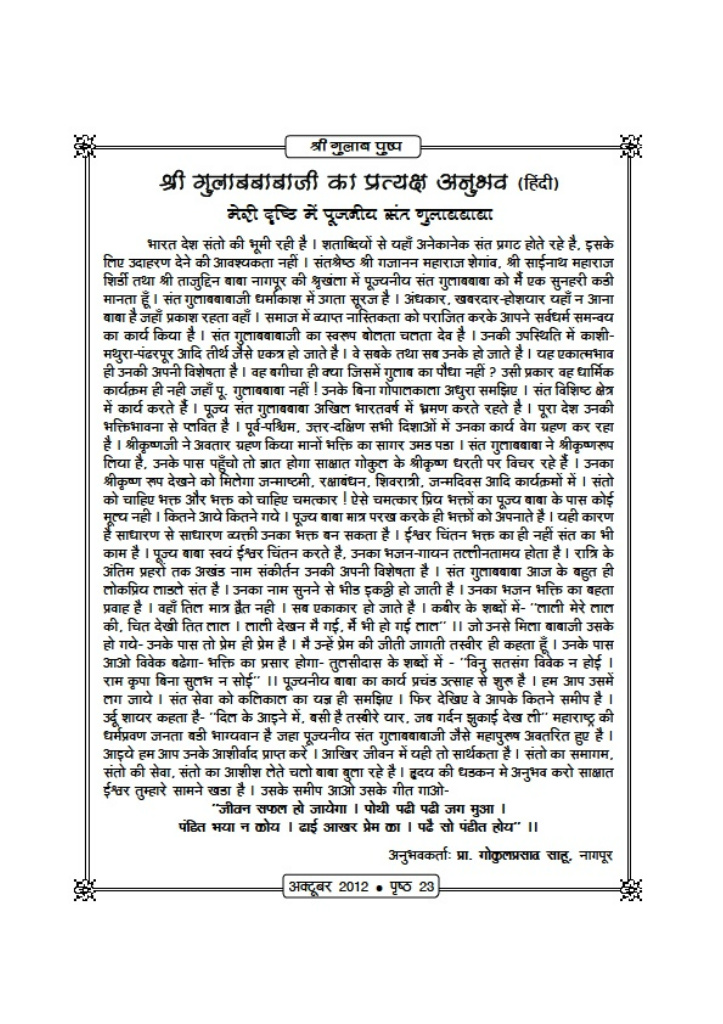 श्री गुलाब पुष्प
श्री गुलाबबाबाजी का प्रत्यक्ष अनुभव (हिंदी)
मेरी दृष्टि में पूजनीय संत गुलाबबाबा
भारत देश संतो की भूमी रही है । शताब्दियों से यहाँ अनेकानेक संत प्रगट होते रहे है, इसके
लिए उदाहरण देने की आवश्यकता नहीं । संतश्रेष्ठ श्री गजानन महाराज शेगांव, श्री साईनाथ महाराज
शिर्डी तथा श्री ताजुद्दिन बाबा नागपूर की श्रृखंला में पूज्यनीय संत गुलाबबाबा को मैं एक सुनहरी कडी
मानता हूँ । संत गुलाबबाबाजी धर्माकाश में उगता सूरज है । अंधकार, खबरदार-होशयार यहाँ न आना
बाबा है जहाँ प्रकाश रहता वहाँ । समाज में व्याप्त नास्तिकता को पराजित करके आपने सर्वधर्म समन्वय
का कार्य किया है । संत गुलाबबाबाजी का स्वरुप बोलता चलता देव है । उनकी उपस्थिति में काशी-
मथुरा-पंढरपूर आदि तीर्थ जैसे एकत्र हो जाते है । वे सबके तथा सब उनके हो जाते है । यह एकात्मभाव
ही उनकी अपनी विशेषता है । वह बगीचा ही क्या जिसमें गुलाब का पौधा नहीं ? उसी प्रकार वह धार्मिक
कार्यक्रम ही नही जहाँ पू. गुलाबबाबा नहीं ! उनके बिना गोपालकाला अधुरा समझिए । संत विशिष्ट क्षेत्र
में कार्य करते हैं । पूज्य संत गुलाबबाबा अखिल भारतवर्ष में भ्रमण करते रहते है । पूरा देश उनकी
भक्तिभावना से प्लवित है । पूर्व-पश्चिम, उत्तर-दक्षिण सभी दिशाओं में उनका कार्य वेग ग्रहण कर रहा
है । श्रीकृष्णजी ने अवतार ग्रहण किया मानों भक्ति का सागर उमड पडा । संत गुलाबबाबा ने श्रीकृष्णरुप
लिया है, उनके पास पहुँचो तो ज्ञात होगा साक्षात गोकुल के श्रीकृष्ण धरती पर विचर रहे हैं । उनका
श्रीकृष्ण रुप देखने को मिलेगा जन्माष्टमी, रक्षाबंधन, शिवरात्री, जन्मदिवस आदि कार्यक्रमों में । संतो
को चाहिए भक्त और भक्त को चाहिए चमत्कार ! ऐसे चमत्कार प्रिय भक्तों का पूज्य बाबा के पास कोई
मूल्य नही । कितने आये कितने गये । पूज्य बाबा मात्र परख करके ही भक्तों को अपनाते है । यही कारण
है साधारण से साधारण व्यक्ती उनका भक्त बन सकता है । ईश्वर चिंतन भक्त का ही नहीं संत का भी
काम है । पूज्य बाबा स्वयं ईश्वर चिंतन करते है, उनका भजन-गायन तल्लीनतामय होता है । रात्रि के
अंतिम प्रहरों तक अखंड नाम संकीर्तन उनकी अपनी विशेषता है । संत गुलाबबाबा आज के बहुत ही
लोकप्रिय लाडले संत है । उनका नाम सुनने से भीड इकठ्ठी हो जाती है । उनका भजन भक्ति का बहता
प्रवाह है । वहाँ तिल मात्र द्वैत नही । सब एकाकार हो जाते है । कबीर के शब्दों में- "लाली मेरे लाल
की, चित देखी तित लाल । लाली देखन मै गई, मैं भी हो गई लाल" ।। जो उनसे मिला बाबाजी उसके
हो गये- उनके पास तो प्रेम ही प्रेम है । मै उन्हें प्रेम की जीती जागती तस्वीर ही कहता हूँ । उनके पास
आओ विवेक बढेगा- भक्ति का प्रसार होगा- तुलसीदास के शब्दों में - "विनु सतसंग विवेक न होई ।
राम कृपा बिना सुलभ न सोई" ।। पूज्यनीय बाबा का कार्य प्रचंड उत्साह से शुरु है । हम आप उसमें
लग जाये । संत सेवा को कलिकाल का यज्ञ ही समझिए । फिर देखिए वे आपके कितने समीप है ।
उर्दू शायर कहता है- "दिल के आइने में, बसी है तस्बीरे यार, जब गर्दन झुकाई देख ली" महाराष्ट्र की
धर्मप्रवण जनता बडी भाग्यवान है जहा पूज्यनीय संत गुलाबबाबाजी जैसे महापुरुष अवतरित हुए है ।
आइये हम आप उनके आशीर्वाद प्राप्त करें । आखिर जीवन में यही तो सार्थकता है । संतो का समागम,
संतो की सेवा, संतो का आशीश लेते चलो बाबा बुला रहे है । हृदय की धडकन मे अनुभव करो साक्षात
ईश्वर तुम्हारे सामने खडा है । उसके समीप आओ उसके गीत गाओ-
"जीवन सफल हो जायेगा । पोथी पढी पढी जग मुआ ।
पंडित भया न कोय । ढाई आखर प्रेम का । पढै सो पंडीत होय" ।।
अनुभवकर्ताः प्रा. गोकुलप्रसाद साहू, नागपूर
अक्टूबर 2012 ● पृष्ठ 23